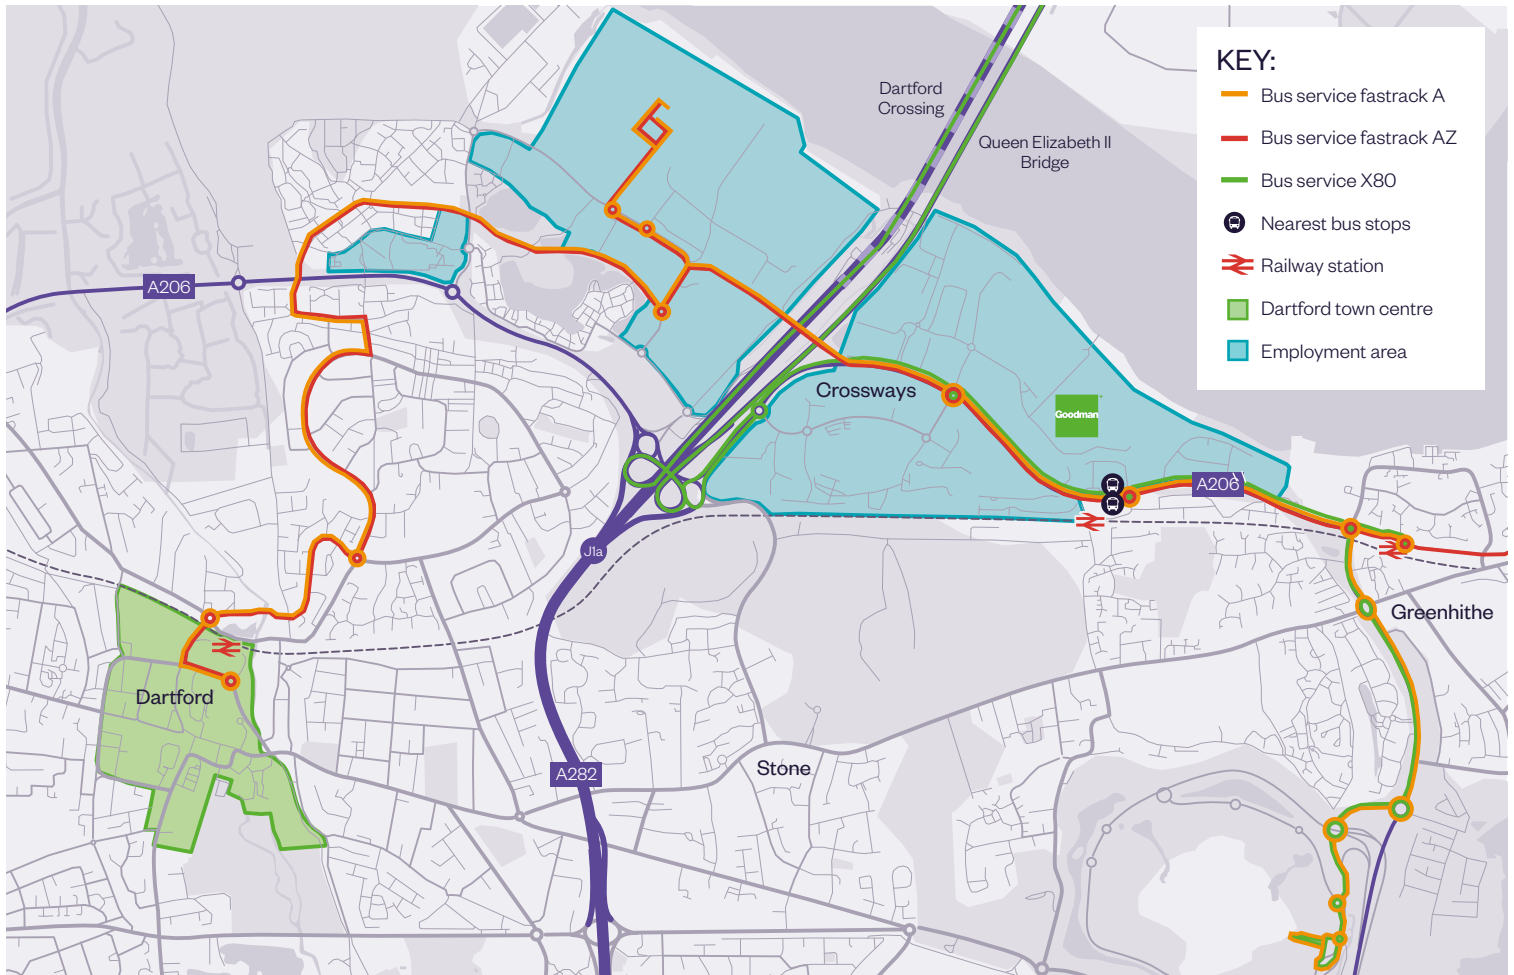 KEY:
Bus service fastrack A
Bus service fastrack AZ
Bus service X80
Nearest bus stops
Railway station
Dartford town centre
Employment area
Dartford
Crossing
Queen Elizabeth II
Bridge
A206
Crossways
Goodman
A206
J1a
Greenhithe
Dartford
Stone
A282